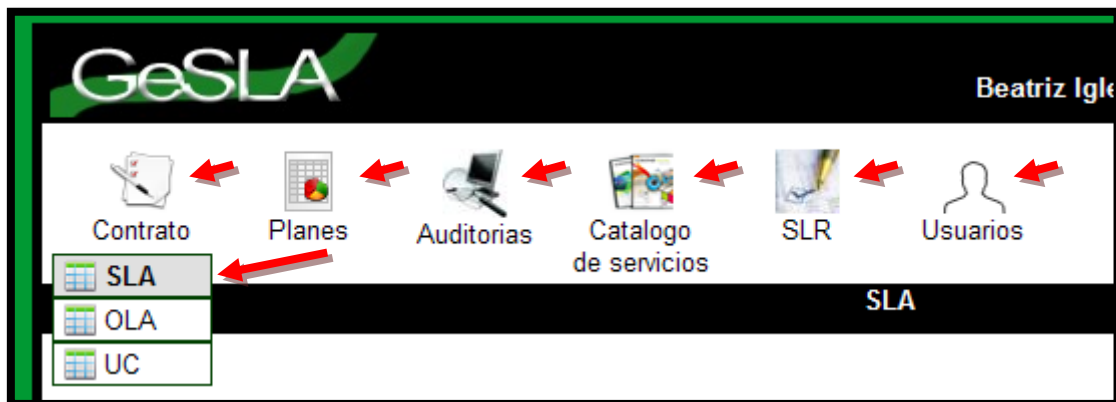 GeSLA
Beatriz Igle
Contrato
Planes
Auditorias
Catalogo
de servicios
SLR
Usuarios
SLA
SLA
OLA
UC